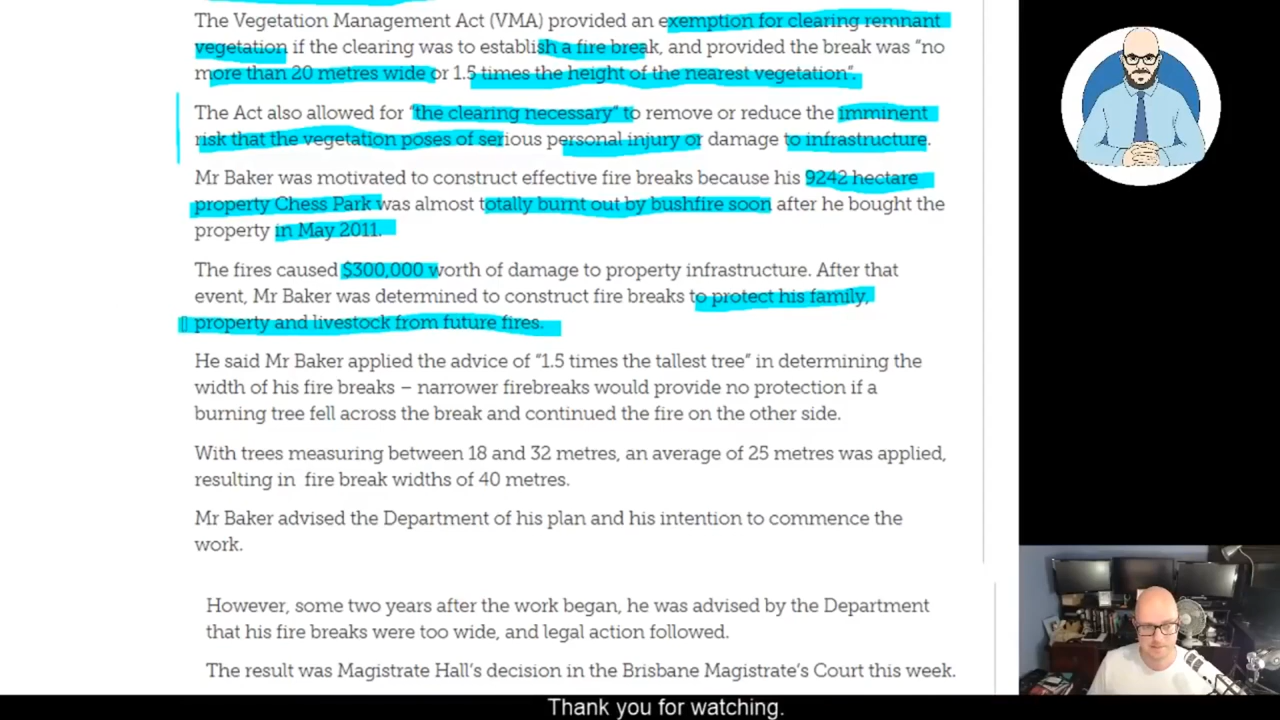 The Vegetation Management Act (VMA) provided an exemption for clearing remnant
vegetation if the clearing was to establish a fire break, and provided the break was “no
more than 20 metres wide or 1.5 times the height of the nearest vegetation”.
The Act also allowed for “the clearing necessary” to remove or reduce the imminent
risk that the vegetation poses of serious personal injury or damage to infrastructure.
Mr Baker was motivated to construct effective fire breaks because his 9242 hectare
property Chess Park was almost totally burnt out by bushfire soon after he bought the
property in May 2011.
The fires caused $300,000 worth of damage to property infrastructure. After that
event, Mr Baker was determined to construct fire breaks to protect his family,
property and livestock from future fires.
He said Mr Baker applied the advice of “1.5 times the tallest tree” in determining the
width of his fire breaks – narrower firebreaks would provide no protection if a
burning tree fell across the break and continued the fire on the other side.
With trees measuring between 18 and 32 metres, an average of 25 metres was applied,
resulting in fire break widths of 40 metres.
Mr Baker advised the Department of his plan and his intention to commence the
work.
However, some two years after the work began, he was advised by the Department
that his fire breaks were too wide, and legal action followed.
The result was Magistrate Hall’s decision in the Brisbane Magistrate’s Court this week.
Thank you for watching.